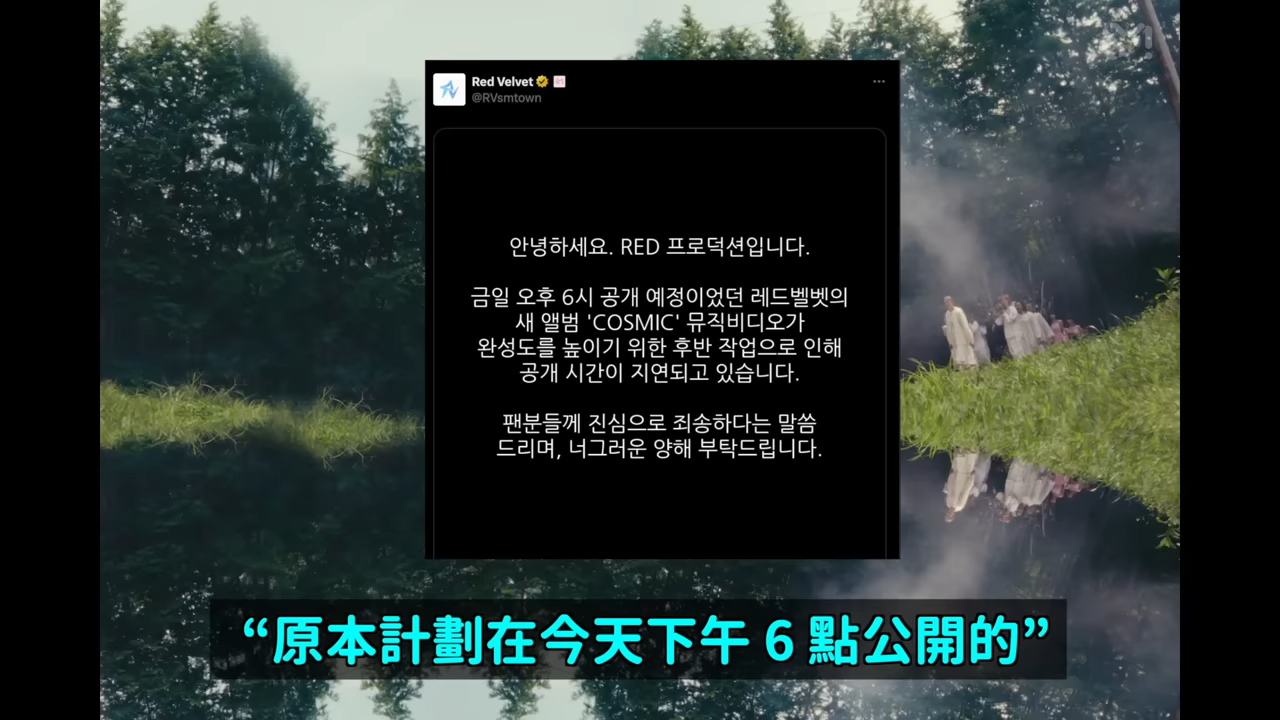 Red Velvet
@RVsmtown
안녕하세요. RED 프로덕션입니다.
금일 오후 6시 공개 예정이었던 레드벨벳의
새 앨범 'COSMIC' 뮤직비디오가
완성도를 높이기 위한 후반 작업으로 인해
공개 시간이 지연되고 있습니다.
팬분들께 진심으로 죄송하다는 말씀
드리며, 너그러운 양해 부탁드립니다.
“原本計劃在今天下午 6 點公開的”